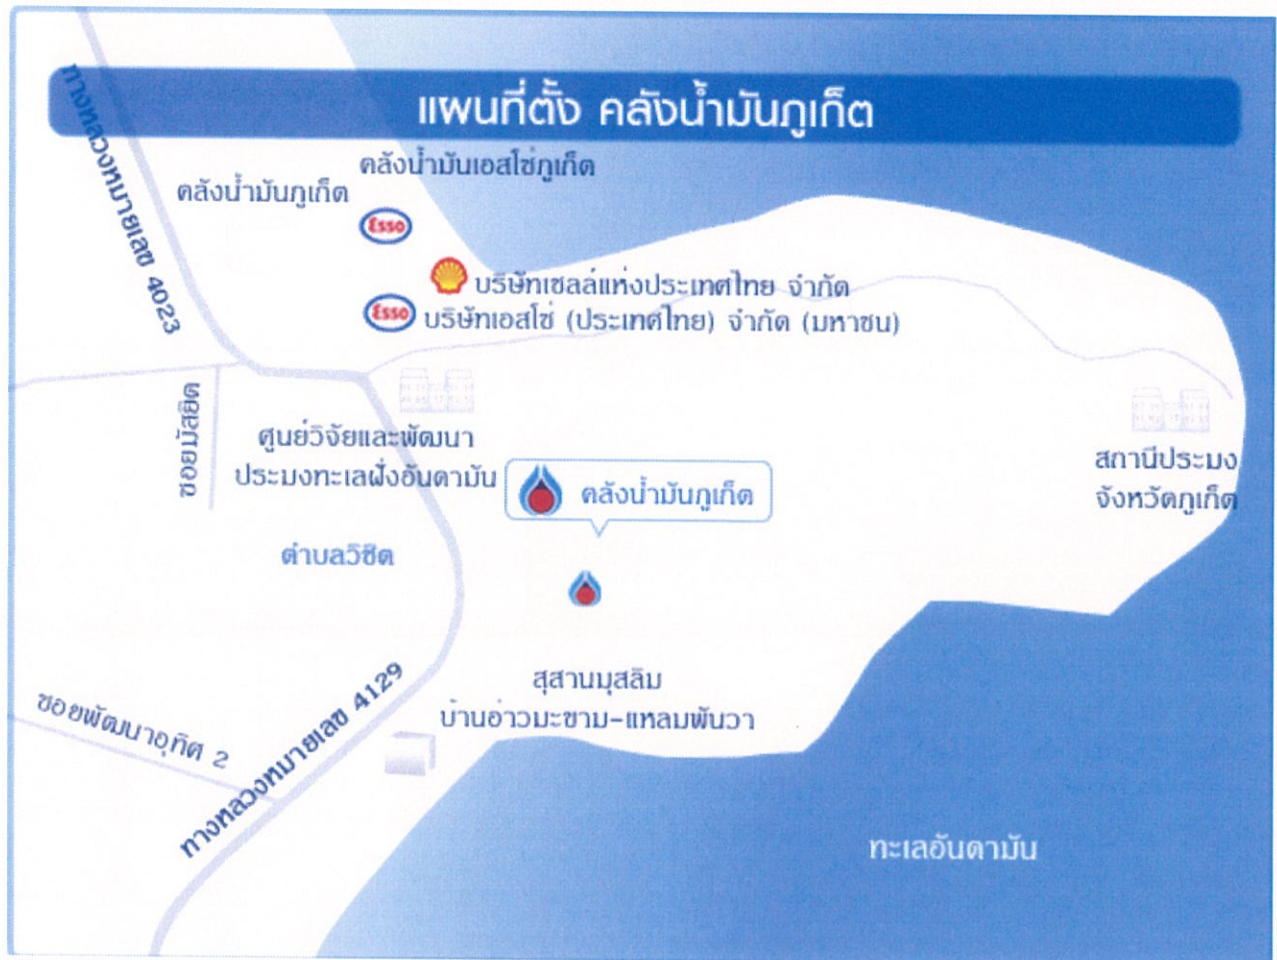 แผนที่ตั้ง คลังน้ำมันภูเก็ต
คลังน้ำมันเอสโซ่ภูเก็ต
คลังน้ำมันภูเก็ต
Esso
ทางหลวงหมายเลข 4023
บริษัทเชลล์แห่งประเทศไทย จำกัด
Esso บริษัทเอสโซ่ (ประเทศไทย) จำกัด (มหาชน)
ซอยมัสยิด
ศูนย์วิจัยและพัฒนา
ประมงทะเลฝั่งอันดามัน
สถานีประมง
จังหวัดภูเก็ต
คลังน้ำมันภูเก็ต
ตำบลวิชิต
สุสานมุสลิม
บ้านอ่าวมะขาม-แหลมพันวา
ซอยพัฒนาอุทิศ 2
ทางหลวงหมายเลข 4129
ทะเลอันดามัน